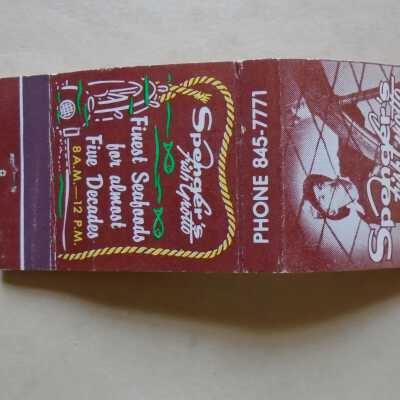 Spenger's
Fish Grotto
Finest Seafoods
for almost
Five Decades
8 A.M.—12 P.M.
PHONE 845-7771
Spenger's